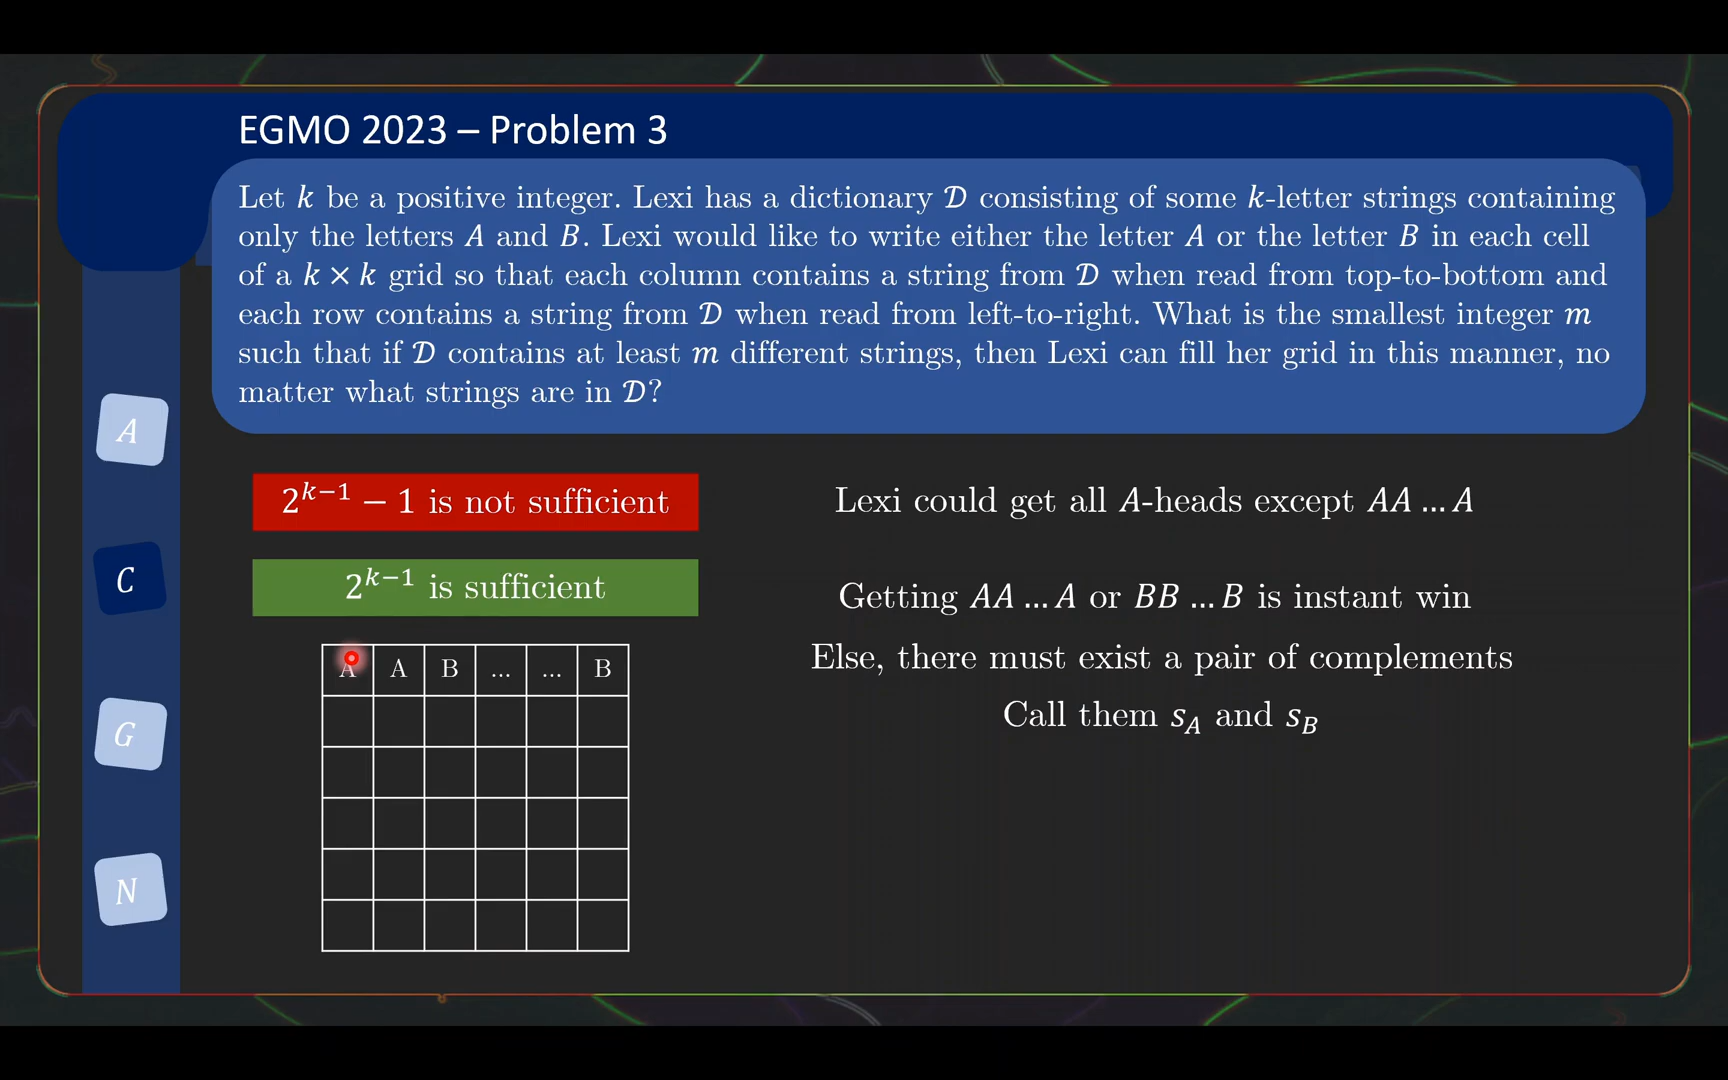 EGMO 2023 – Problem 3
Let k be a positive integer. Lexi has a dictionary 𝒟 consisting of some k-letter strings containing
only the letters A and B. Lexi would like to write either the letter A or the letter B in each cell
of a k × k grid so that each column contains a string from 𝒟 when read from top-to-bottom and
each row contains a string from 𝒟 when read from left-to-right. What is the smallest integer m
such that if 𝒟 contains at least m different strings, then Lexi can fill her grid in this manner, no
matter what strings are in 𝒟?
A
C
G
N
2^{k−1} − 1 is not sufficient
Lexi could get all A-heads except AA ... A
2^{k−1} is sufficient
Getting AA ... A or BB ... B is instant win
Else, there must exist a pair of complements
Call them s_A and s_B
A A B ... ... B